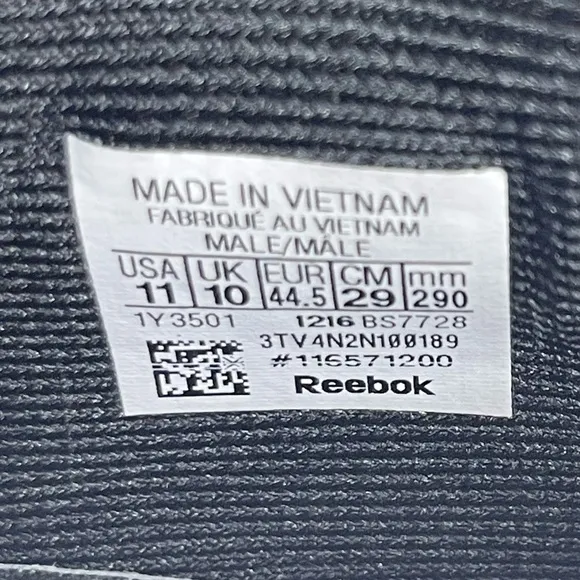 MADE IN VIETNAM
FABRIQUÉ AU VIETNAM
MALE/MÂLE
USA UK EUR CM mm
11 10 44.5 29 290
1Y3501 1216 BS7728
3TV4N2N100189
#116571200
Reebok